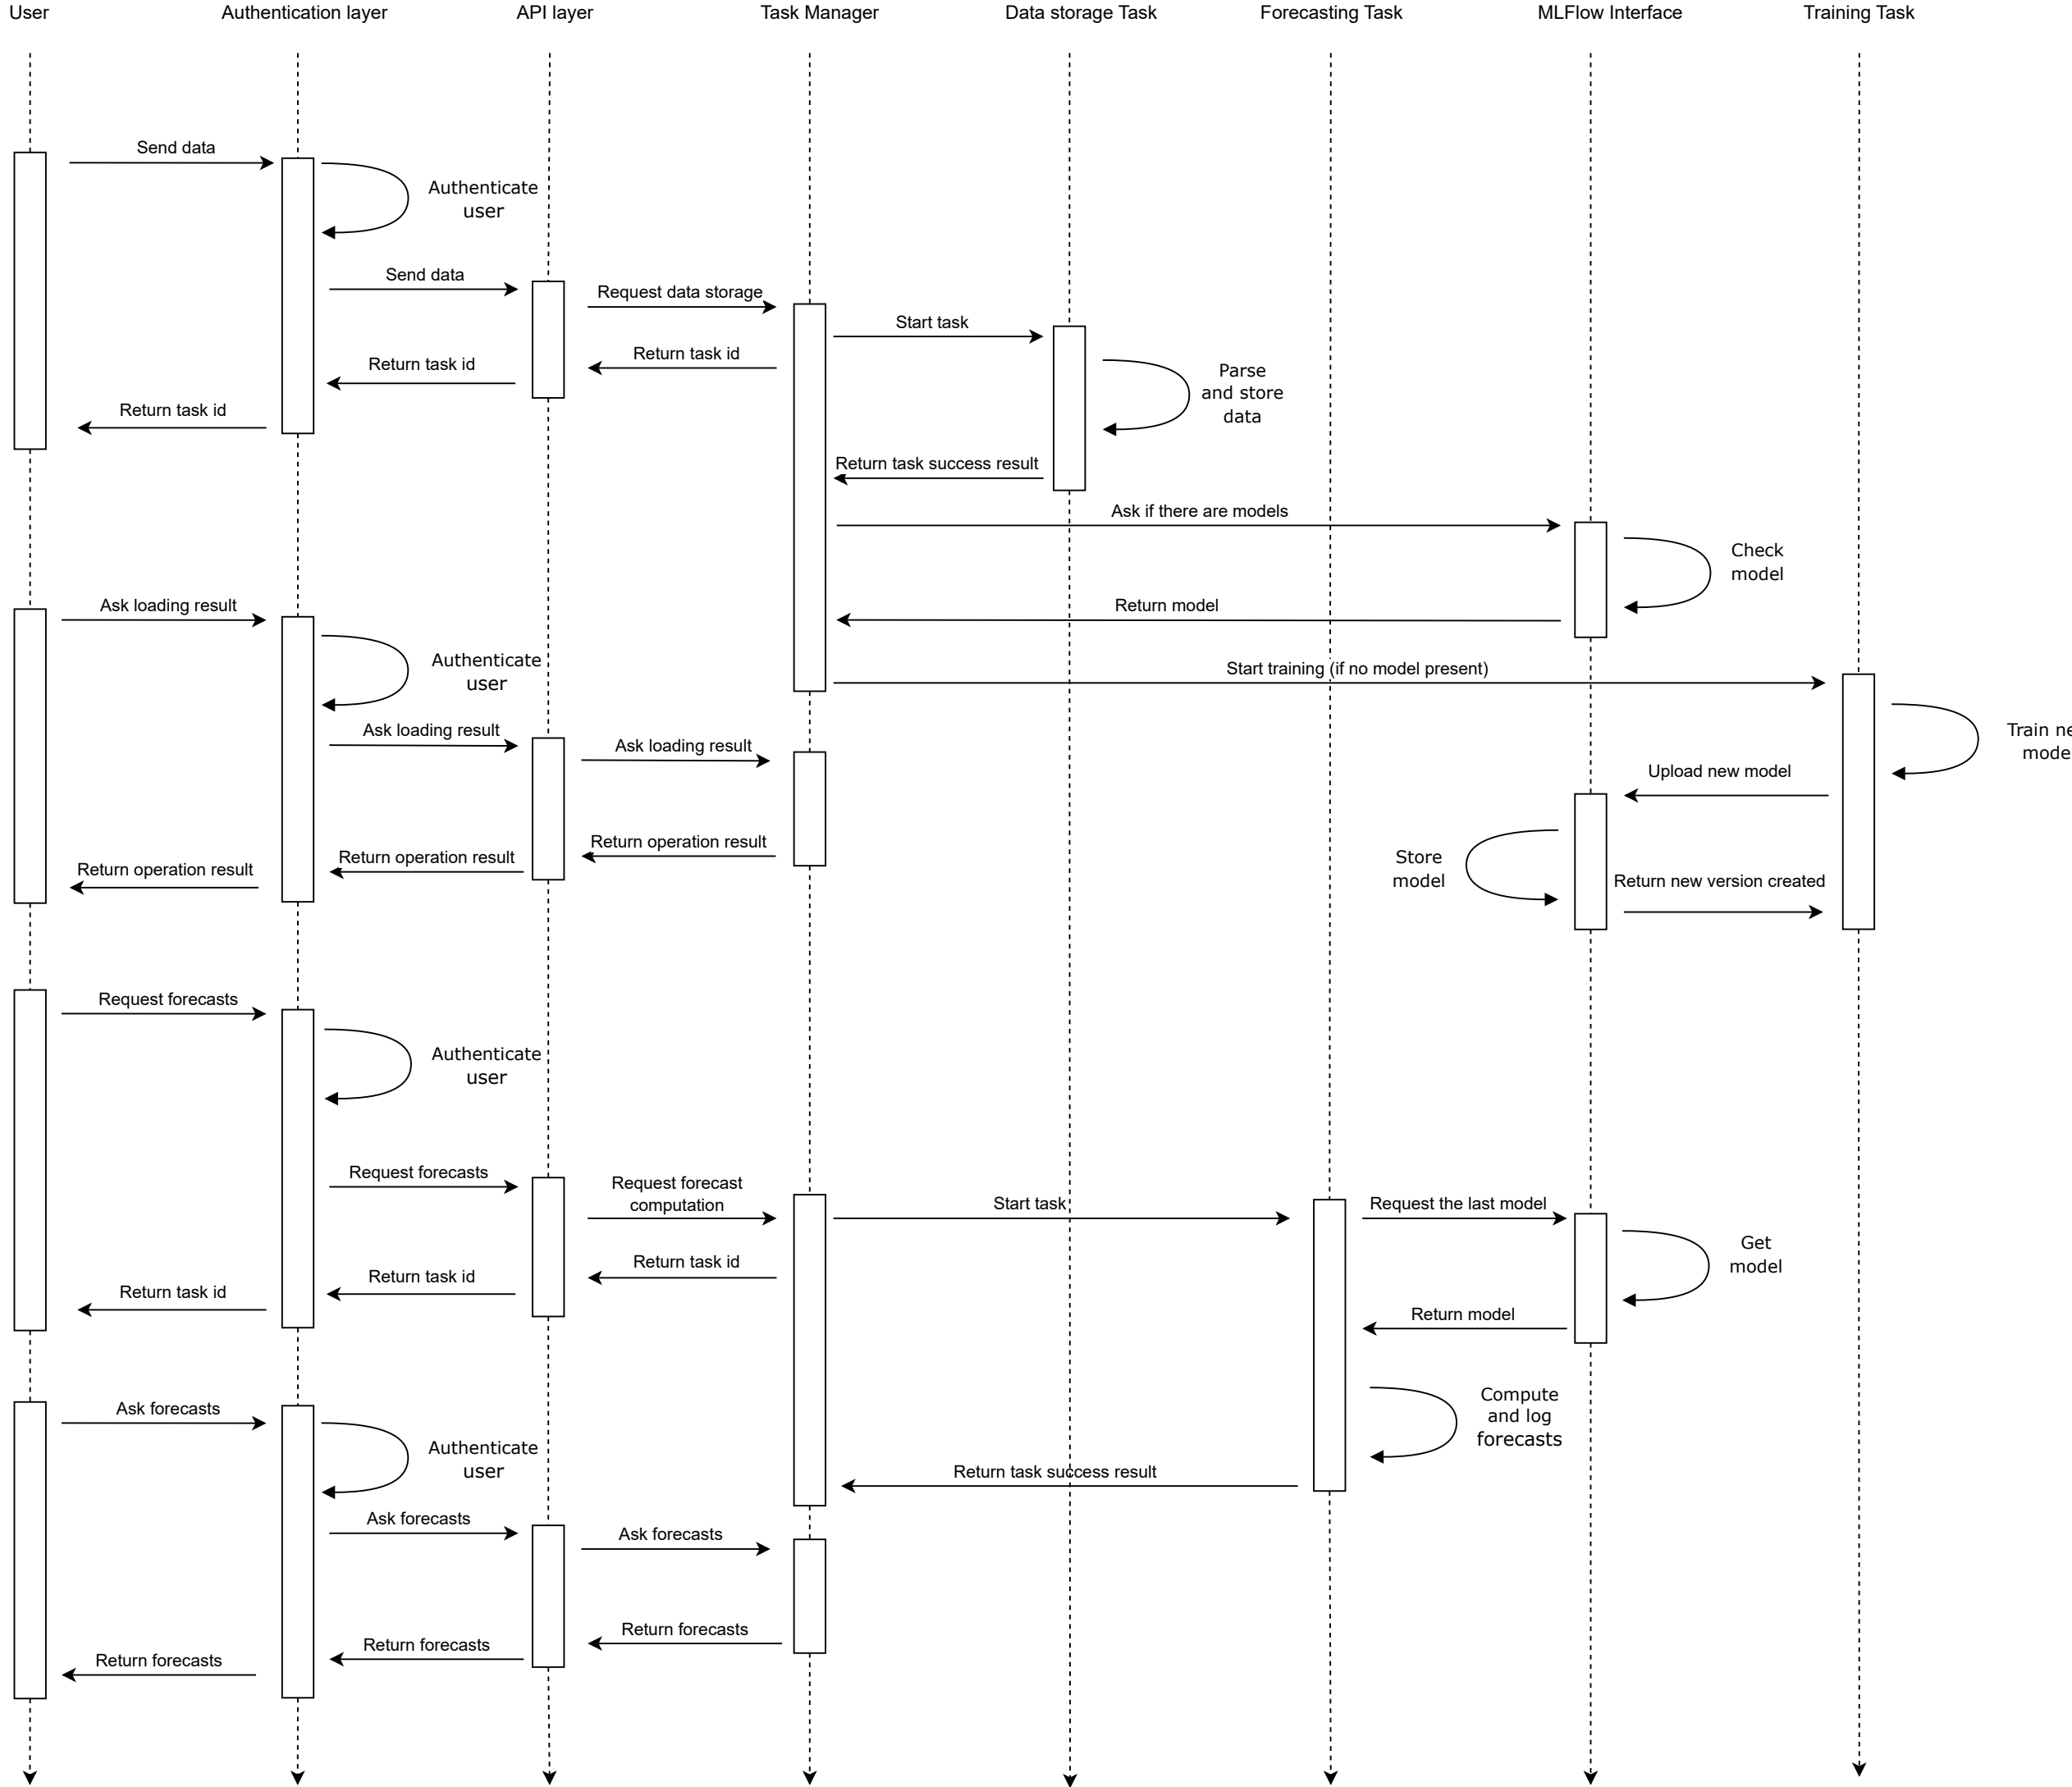 User
Authentication layer
API layer
Task Manager
Data storage Task
Forecasting Task
MLFlow Interface
Training Task
Send data
Authenticate
user
Send data
Request data storage
Start task
Return task id
Return task id
Return task id
Parse
and store
data
Return task success result
Ask if there are models
Check
model
Ask loading result
Return model
Authenticate
user
Start training (if no model present)
Ask loading result
Ask loading result
Train ne
mode
Upload new model
Return operation result
Return operation result
Return operation result
Store
model
Return new version created
Request forecasts
Authenticate
user
Request forecasts
Request forecast
computation
Start task
Request the last model
Get
model
Return task id
Return task id
Return task id
Return model
Compute
and log
forecasts
Ask forecasts
Authenticate
user
Return task success result
Ask forecasts
Ask forecasts
Return forecasts
Return forecasts
Return forecasts